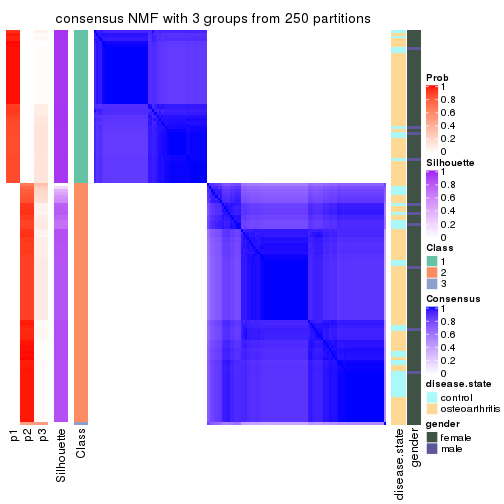 consensus NMF with 3 groups from 250 partitions
Prob
1
0.8
0.6
0.4
0.2
0
Silhouette
1
0.8
0.6
0.4
0.2
0
Class
1
2
3
Consensus
1
0.8
0.6
0.4
0.2
0
disease.state
control
osteoarthritis
gender
female
male
p1
p2
p3
Silhouette
Class
disease.state
gender